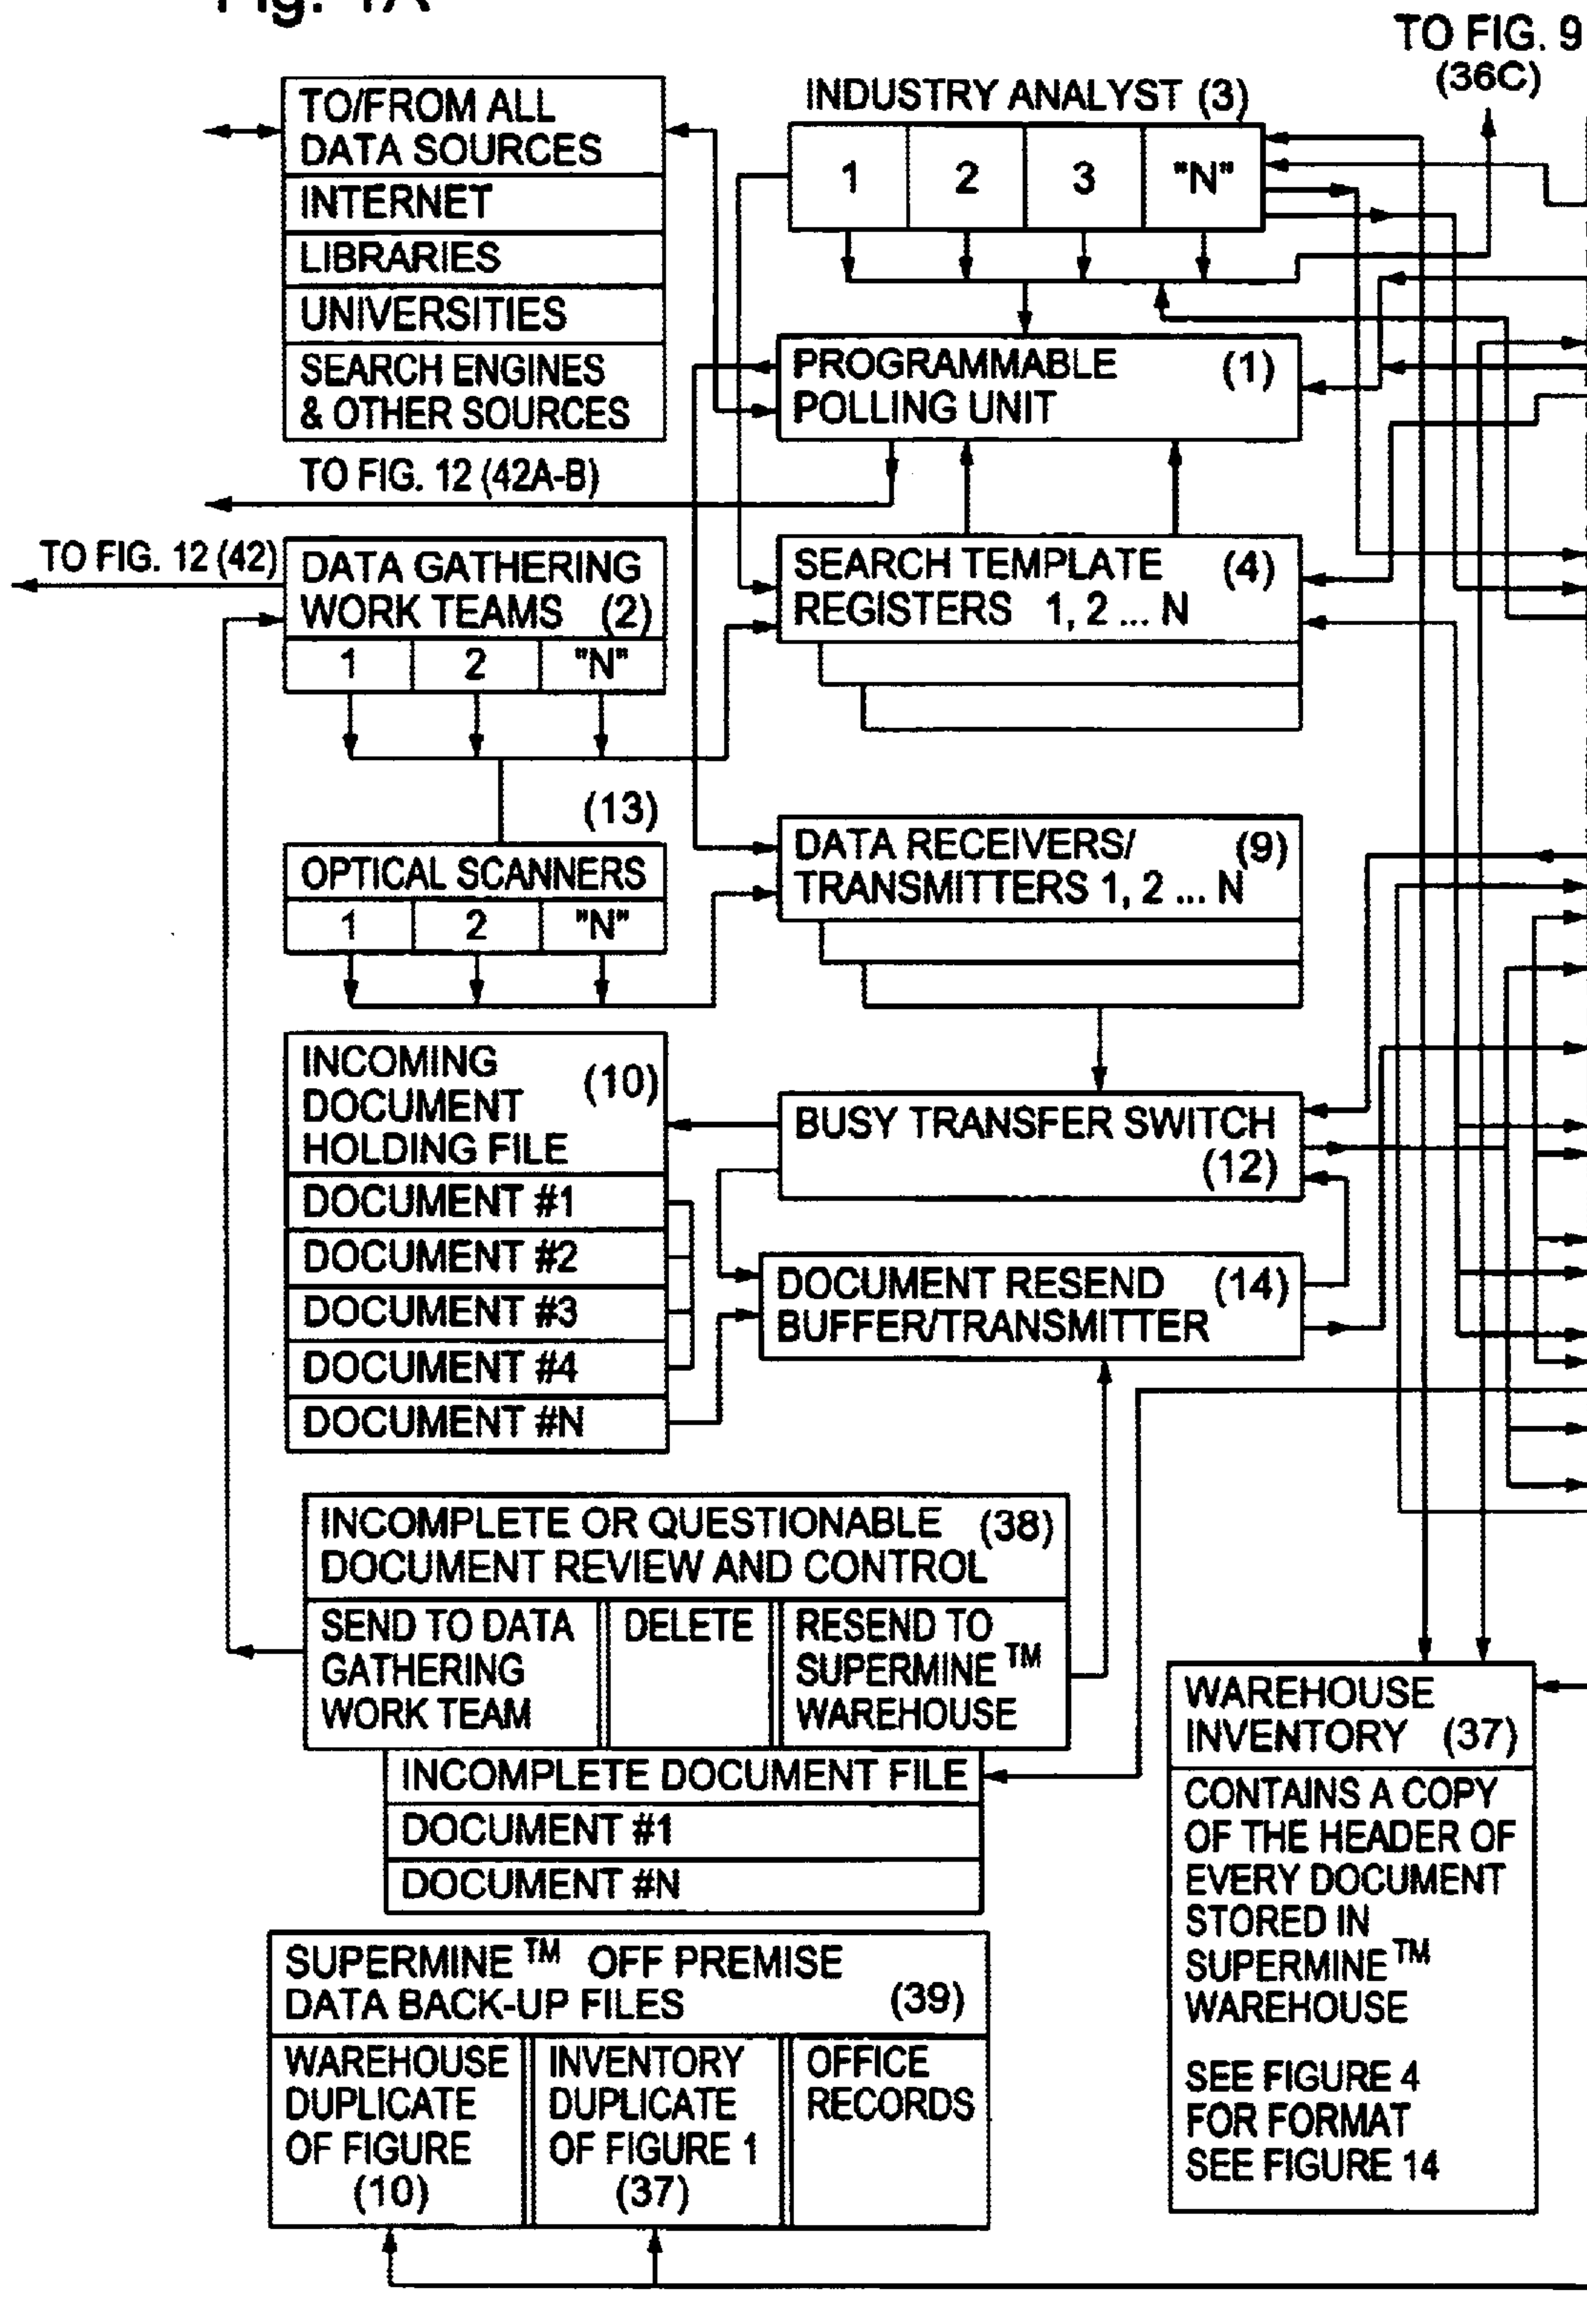 Fig. 1A
TO FIG. 9
(36C)
TO/FROM ALL
DATA SOURCES
INTERNET
LIBRARIES
UNIVERSITIES
SEARCH ENGINES
& OTHER SOURCES
INDUSTRY ANALYST (3)
1 2 3 "N"
PROGRAMMABLE (1)
POLLING UNIT
TO FIG. 12 (42A-B)
TO FIG. 12 (42)
DATA GATHERING
WORK TEAMS (2)
1 2 "N"
SEARCH TEMPLATE (4)
REGISTERS 1, 2 ... N
(13)
OPTICAL SCANNERS
1 2 "N"
DATA RECEIVERS/ (9)
TRANSMITTERS 1, 2 ... N
INCOMING
DOCUMENT (10)
HOLDING FILE
DOCUMENT #1
DOCUMENT #2
DOCUMENT #3
DOCUMENT #4
DOCUMENT #N
BUSY TRANSFER SWITCH
(12)
DOCUMENT RESEND (14)
BUFFER/TRANSMITTER
INCOMPLETE OR QUESTIONABLE (38)
DOCUMENT REVIEW AND CONTROL
SEND TO DATA
GATHERING
WORK TEAM
DELETE
RESEND TO
SUPERMINE TM
WAREHOUSE
INCOMPLETE DOCUMENT FILE
DOCUMENT #1
DOCUMENT #N
WAREHOUSE
INVENTORY (37)
CONTAINS A COPY
OF THE HEADER OF
EVERY DOCUMENT
STORED IN
SUPERMINE TM
WAREHOUSE
SEE FIGURE 4
FOR FORMAT
SEE FIGURE 14
SUPERMINE TM OFF PREMISE
DATA BACK-UP FILES (39)
WAREHOUSE
DUPLICATE
OF FIGURE
(10)
INVENTORY
DUPLICATE
OF FIGURE 1
(37)
OFFICE
RECORDS